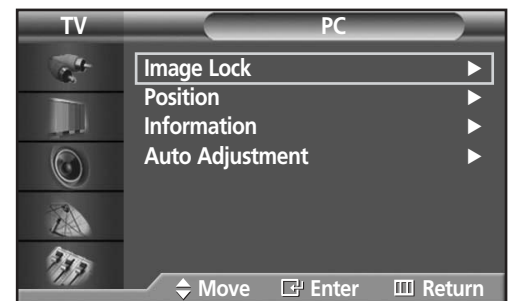 TV PC
Image Lock ▶
Position ▶
Information ▶
Auto Adjustment ▶
Move Enter Return